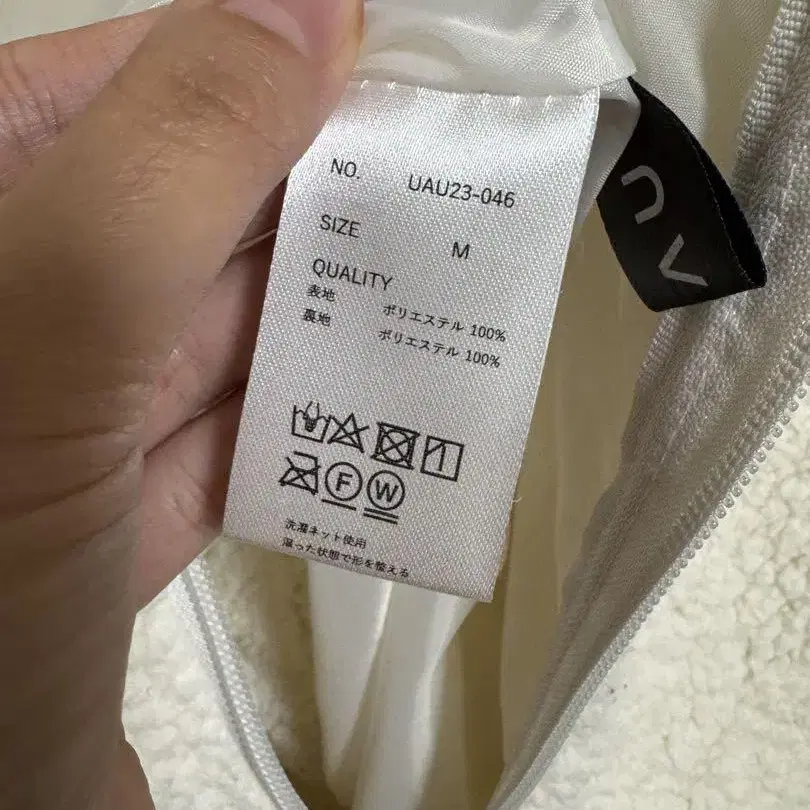 NO. UAU23-046
SIZE M
QUALITY
表地 ポリエステル 100%
裏地 ポリエステル 100%
F W
洗濯ネット使用
湿った状態で形を整える
UV